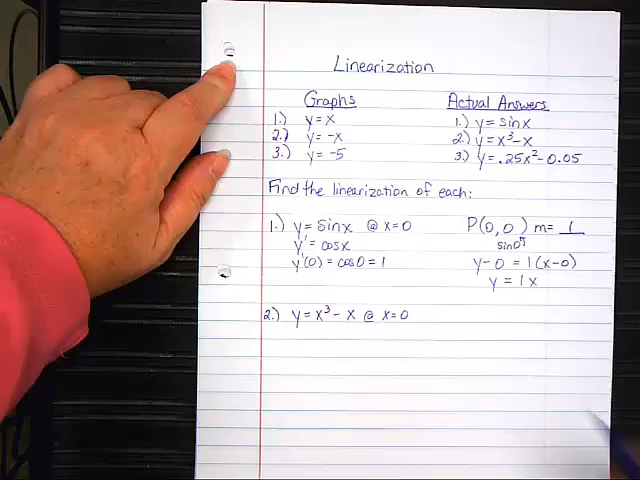 Linearization
Graphs Actual Answers
1.) y = x 1.) y = sinx
2.) y = -x 2.) y = x³-x
3.) y = -5 3.) y = .25x²-0.05
Find the linearization of each:
1.) y = sinx @ x=0 P(0,0) m= 1
y' = cosx sin0
y'(0) = cos0 = 1 y-0 = 1(x-0)
y = 1x
2.) y = x³ - x @ x=0